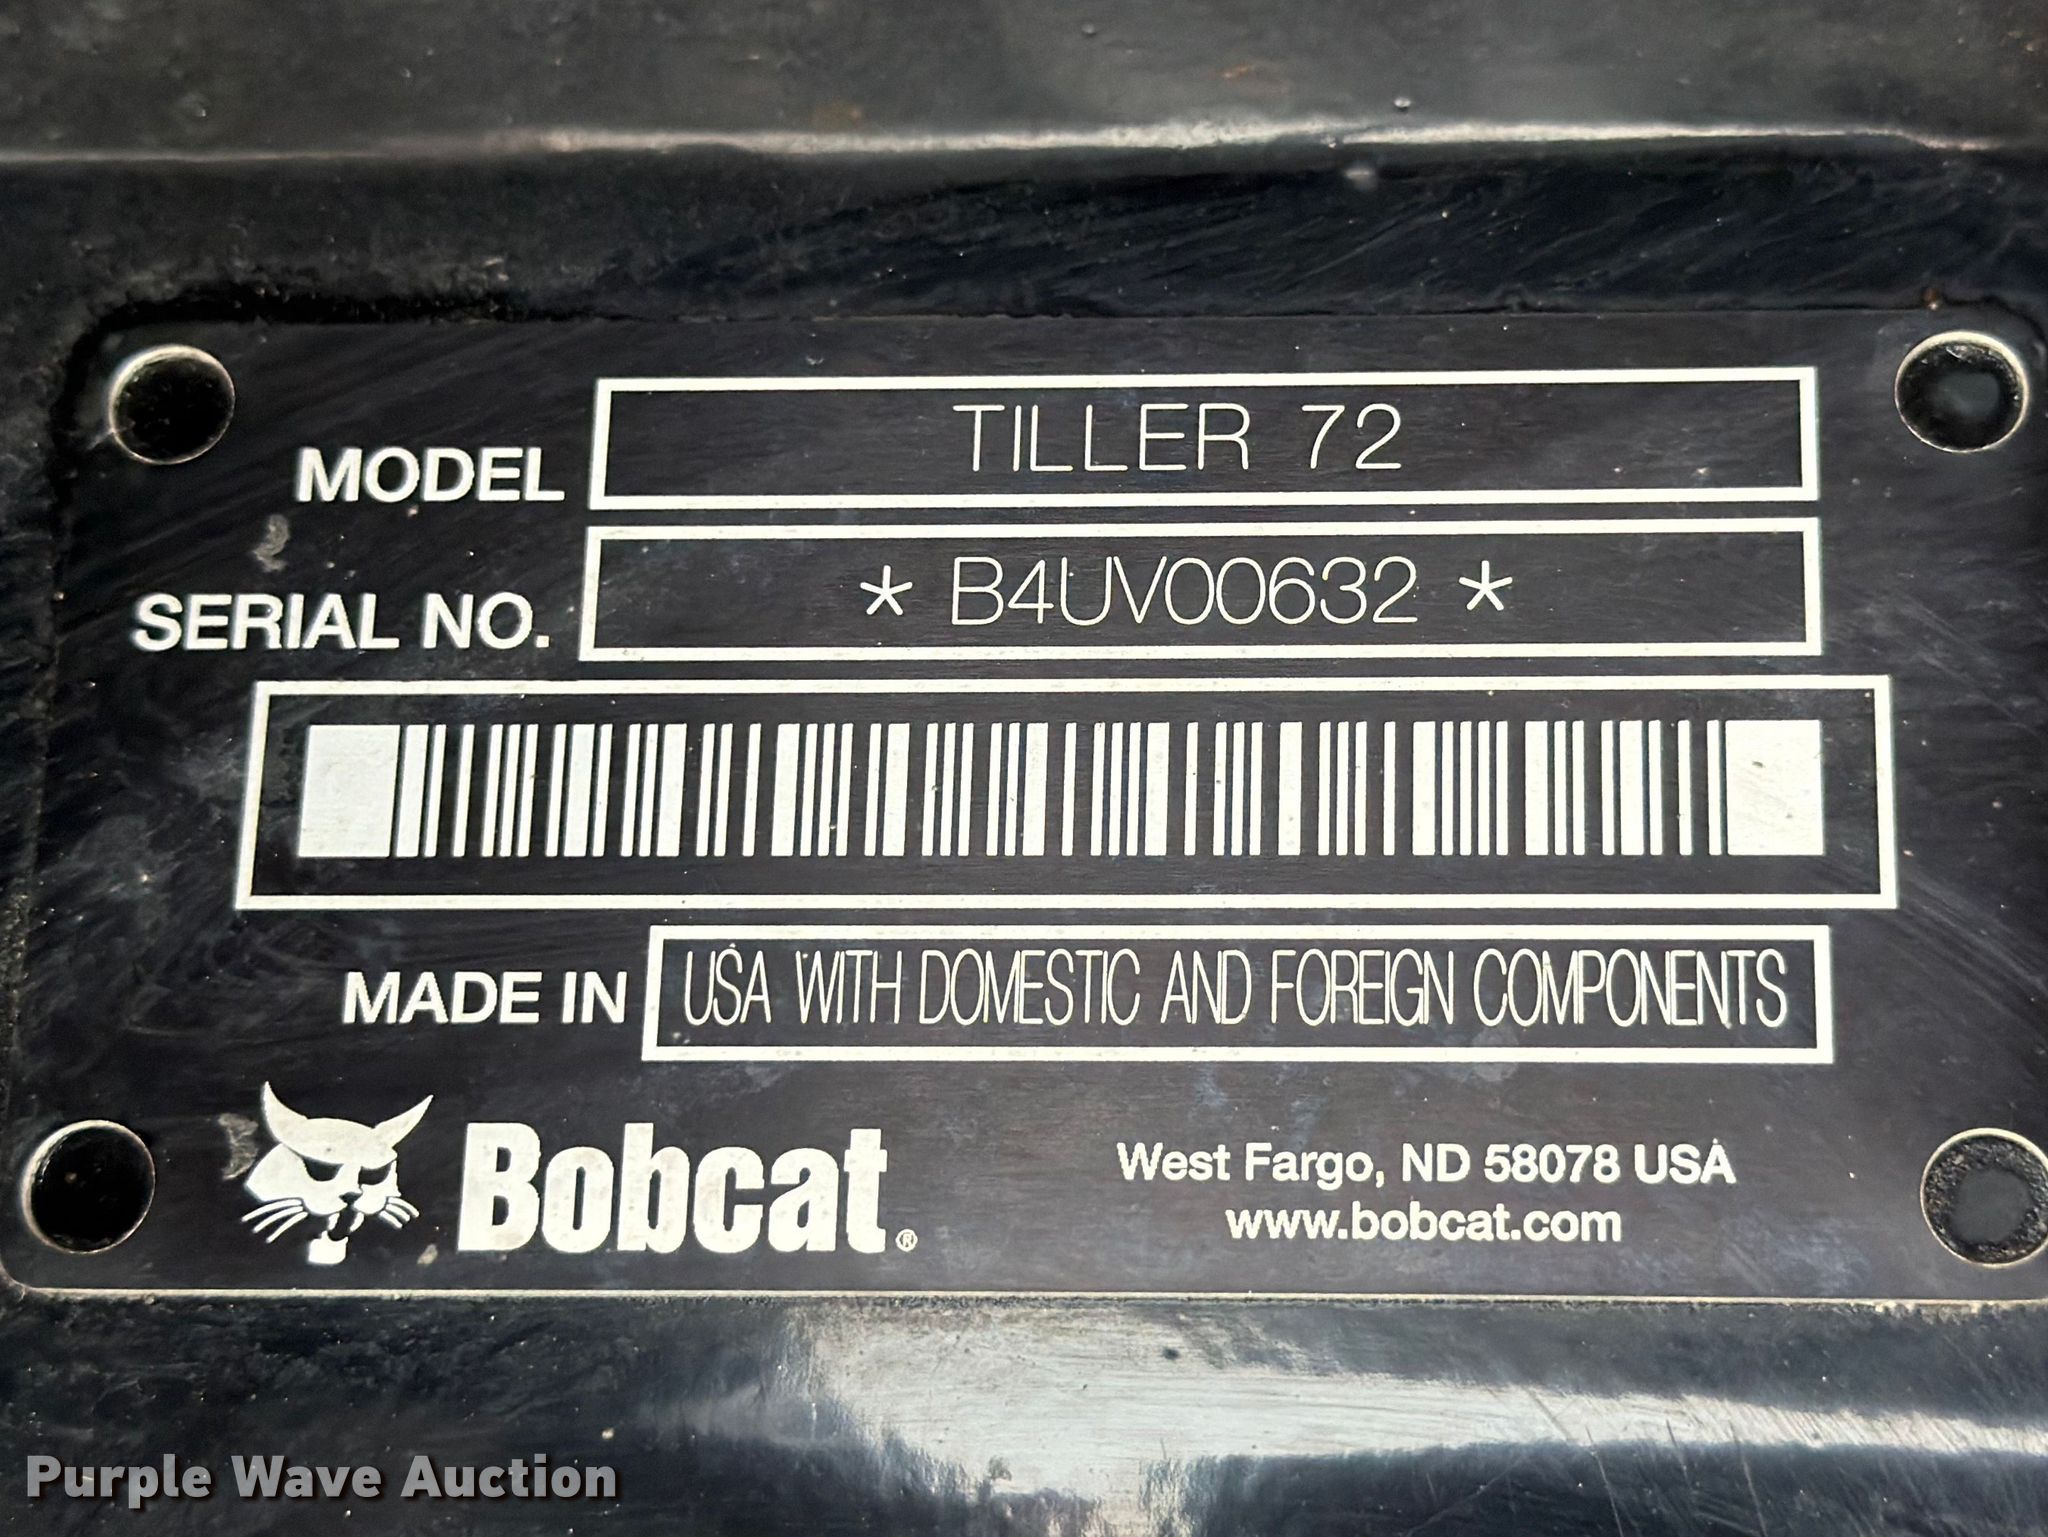 MODEL TILLER 72
SERIAL NO. * B4UV00632 *
MADE IN USA WITH DOMESTIC AND FOREIGN COMPONENTS
Bobcat®
West Fargo, ND 58078 USA
www.bobcat.com
Purple Wave Auction